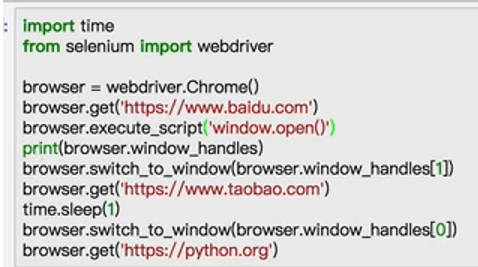 : import time
from selenium import webdriver
browser = webdriver.Chrome()
browser.get('https://www.baidu.com')
browser.execute_script('window.open()')
print(browser.window_handles)
browser.switch_to_window(browser.window_handles[1])
browser.get('https://www.taobao.com')
time.sleep(1)
browser.switch_to_window(browser.window_handles[0])
browser.get('https://python.org')